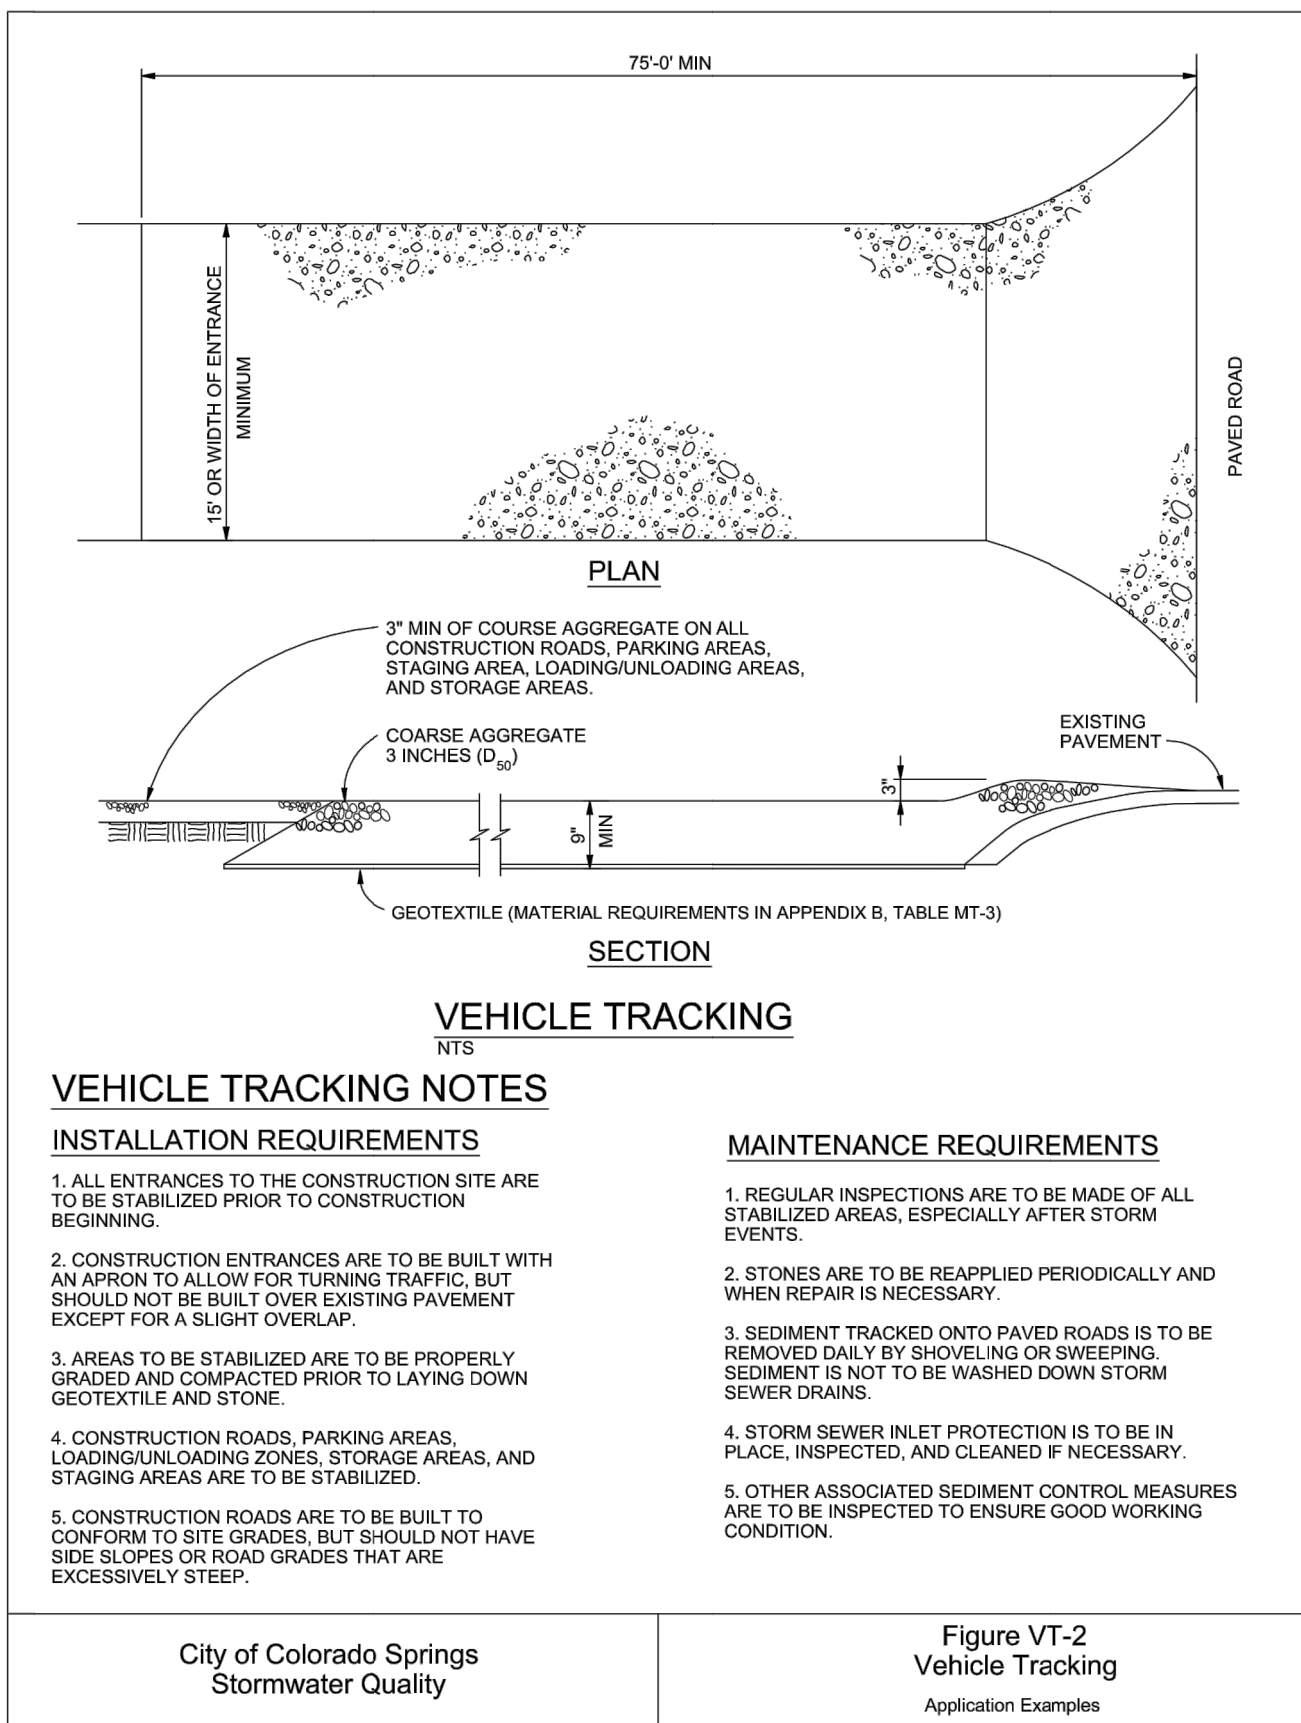 75'-0' MIN
15' OR WIDTH OF ENTRANCE
MINIMUM
PAVED ROAD
PLAN
3" MIN OF COURSE AGGREGATE ON ALL
CONSTRUCTION ROADS, PARKING AREAS,
STAGING AREA, LOADING/UNLOADING AREAS,
AND STORAGE AREAS.
COARSE AGGREGATE
3 INCHES (D50)
EXISTING
PAVEMENT
3"
9"
MIN
GEOTEXTILE (MATERIAL REQUIREMENTS IN APPENDIX B, TABLE MT-3)
SECTION
VEHICLE TRACKING
NTS
VEHICLE TRACKING NOTES
INSTALLATION REQUIREMENTS
1. ALL ENTRANCES TO THE CONSTRUCTION SITE ARE
TO BE STABILIZED PRIOR TO CONSTRUCTION
BEGINNING.
2. CONSTRUCTION ENTRANCES ARE TO BE BUILT WITH
AN APRON TO ALLOW FOR TURNING TRAFFIC, BUT
SHOULD NOT BE BUILT OVER EXISTING PAVEMENT
EXCEPT FOR A SLIGHT OVERLAP.
3. AREAS TO BE STABILIZED ARE TO BE PROPERLY
GRADED AND COMPACTED PRIOR TO LAYING DOWN
GEOTEXTILE AND STONE.
4. CONSTRUCTION ROADS, PARKING AREAS,
LOADING/UNLOADING ZONES, STORAGE AREAS, AND
STAGING AREAS ARE TO BE STABILIZED.
5. CONSTRUCTION ROADS ARE TO BE BUILT TO
CONFORM TO SITE GRADES, BUT SHOULD NOT HAVE
SIDE SLOPES OR ROAD GRADES THAT ARE
EXCESSIVELY STEEP.
MAINTENANCE REQUIREMENTS
1. REGULAR INSPECTIONS ARE TO BE MADE OF ALL
STABILIZED AREAS, ESPECIALLY AFTER STORM
EVENTS.
2. STONES ARE TO BE REAPPLIED PERIODICALLY AND
WHEN REPAIR IS NECESSARY.
3. SEDIMENT TRACKED ONTO PAVED ROADS IS TO BE
REMOVED DAILY BY SHOVELING OR SWEEPING.
SEDIMENT IS NOT TO BE WASHED DOWN STORM
SEWER DRAINS.
4. STORM SEWER INLET PROTECTION IS TO BE IN
PLACE, INSPECTED, AND CLEANED IF NECESSARY.
5. OTHER ASSOCIATED SEDIMENT CONTROL MEASURES
ARE TO BE INSPECTED TO ENSURE GOOD WORKING
CONDITION.
City of Colorado Springs
Stormwater Quality
Figure VT-2
Vehicle Tracking
Application Examples